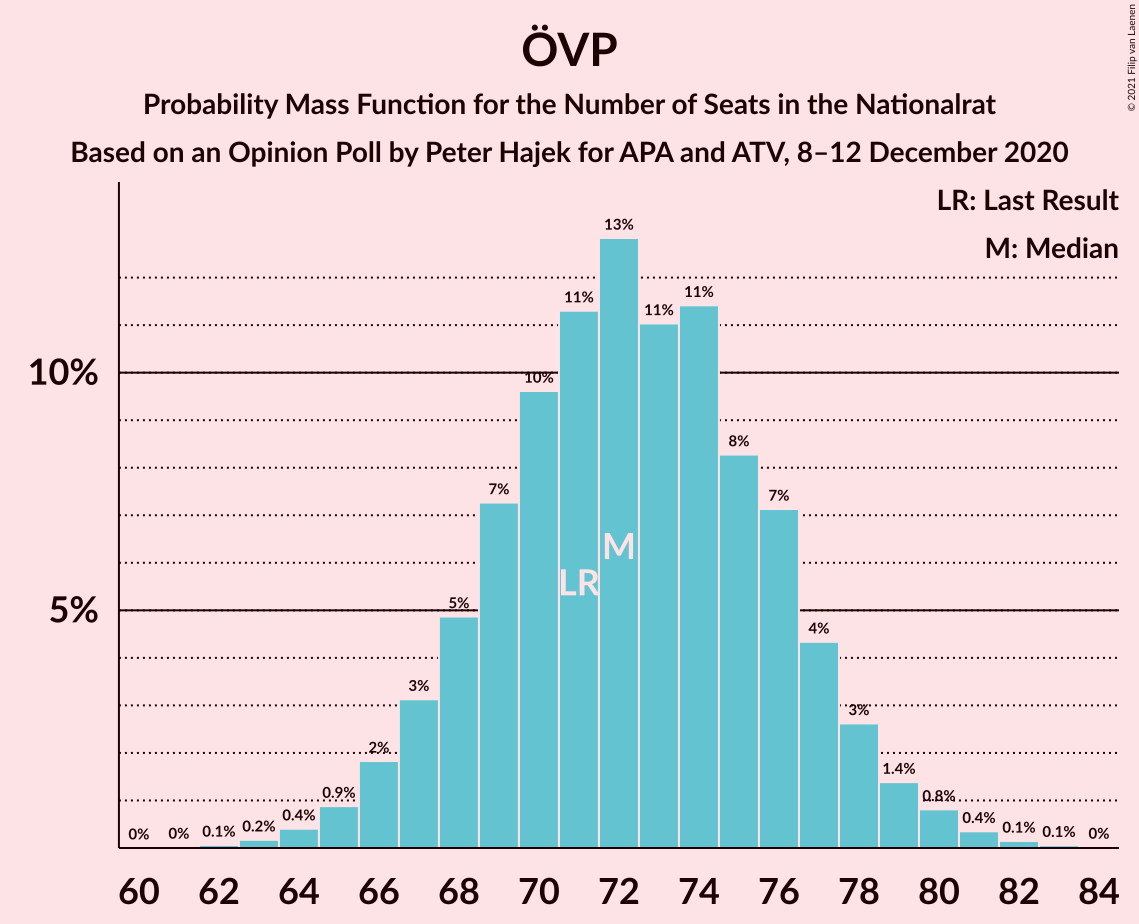 ÖVP
Probability Mass Function for the Number of Seats in the Nationalrat
Based on an Opinion Poll by Peter Hajek for APA and ATV, 8–12 December 2020
© 2021 Filip van Laenen
LR: Last Result
M: Median
10%
5%
0% 0% 0.1% 0.2% 0.4% 0.9% 2% 3% 5% 7% 10% 11% 13% 11% 11% 8% 7% 4% 3% 1.4% 0.8% 0.4% 0.1% 0.1% 0%
M
LR
60 62 64 66 68 70 72 74 76 78 80 82 84